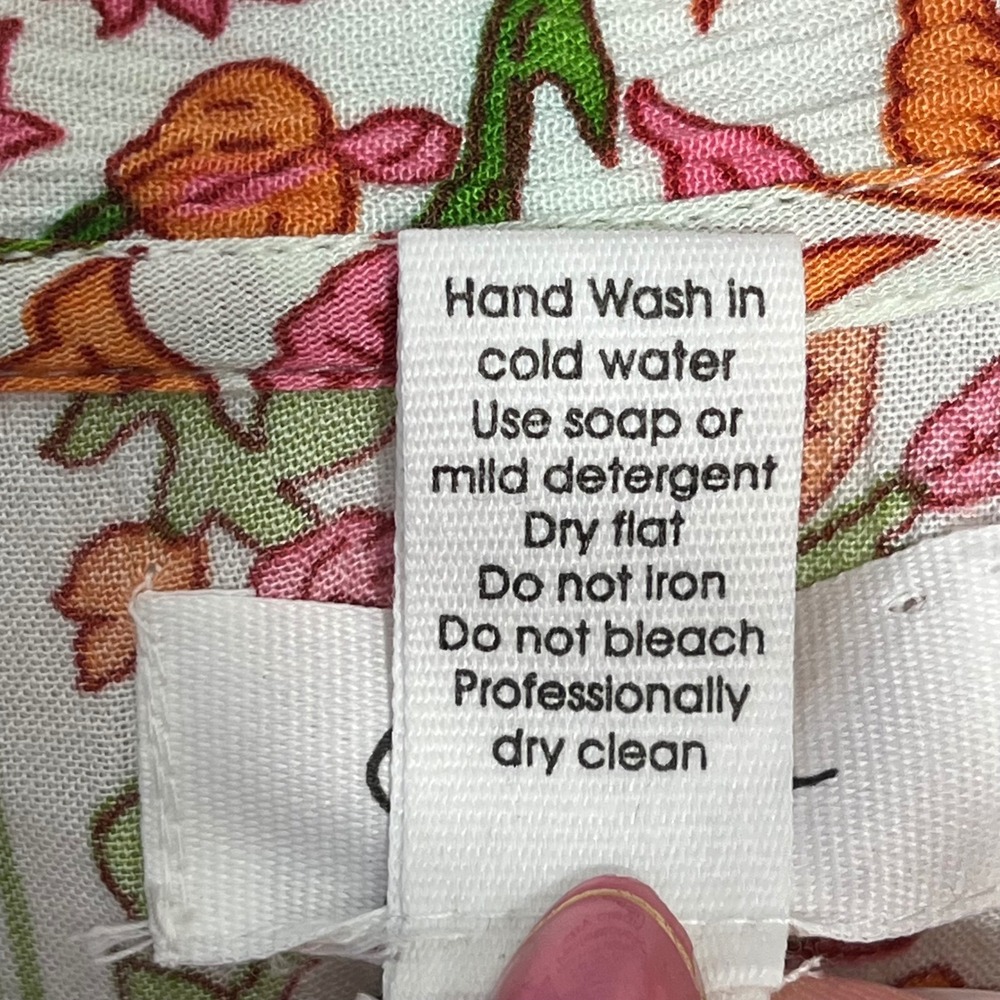 Hand Wash in
cold water
Use soap or
mild detergent
Dry flat
Do not iron
Do not bleach
Professionally
dry clean